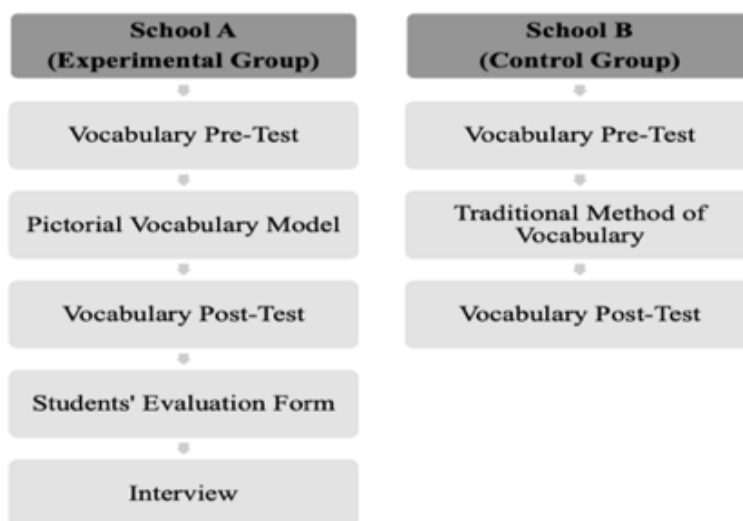 School A
(Experimental Group)
Vocabulary Pre-Test
Pictorial Vocabulary Model
Vocabulary Post-Test
Students' Evaluation Form
Interview
School B
(Control Group)
Vocabulary Pre-Test
Traditional Method of
Vocabulary
Vocabulary Post-Test